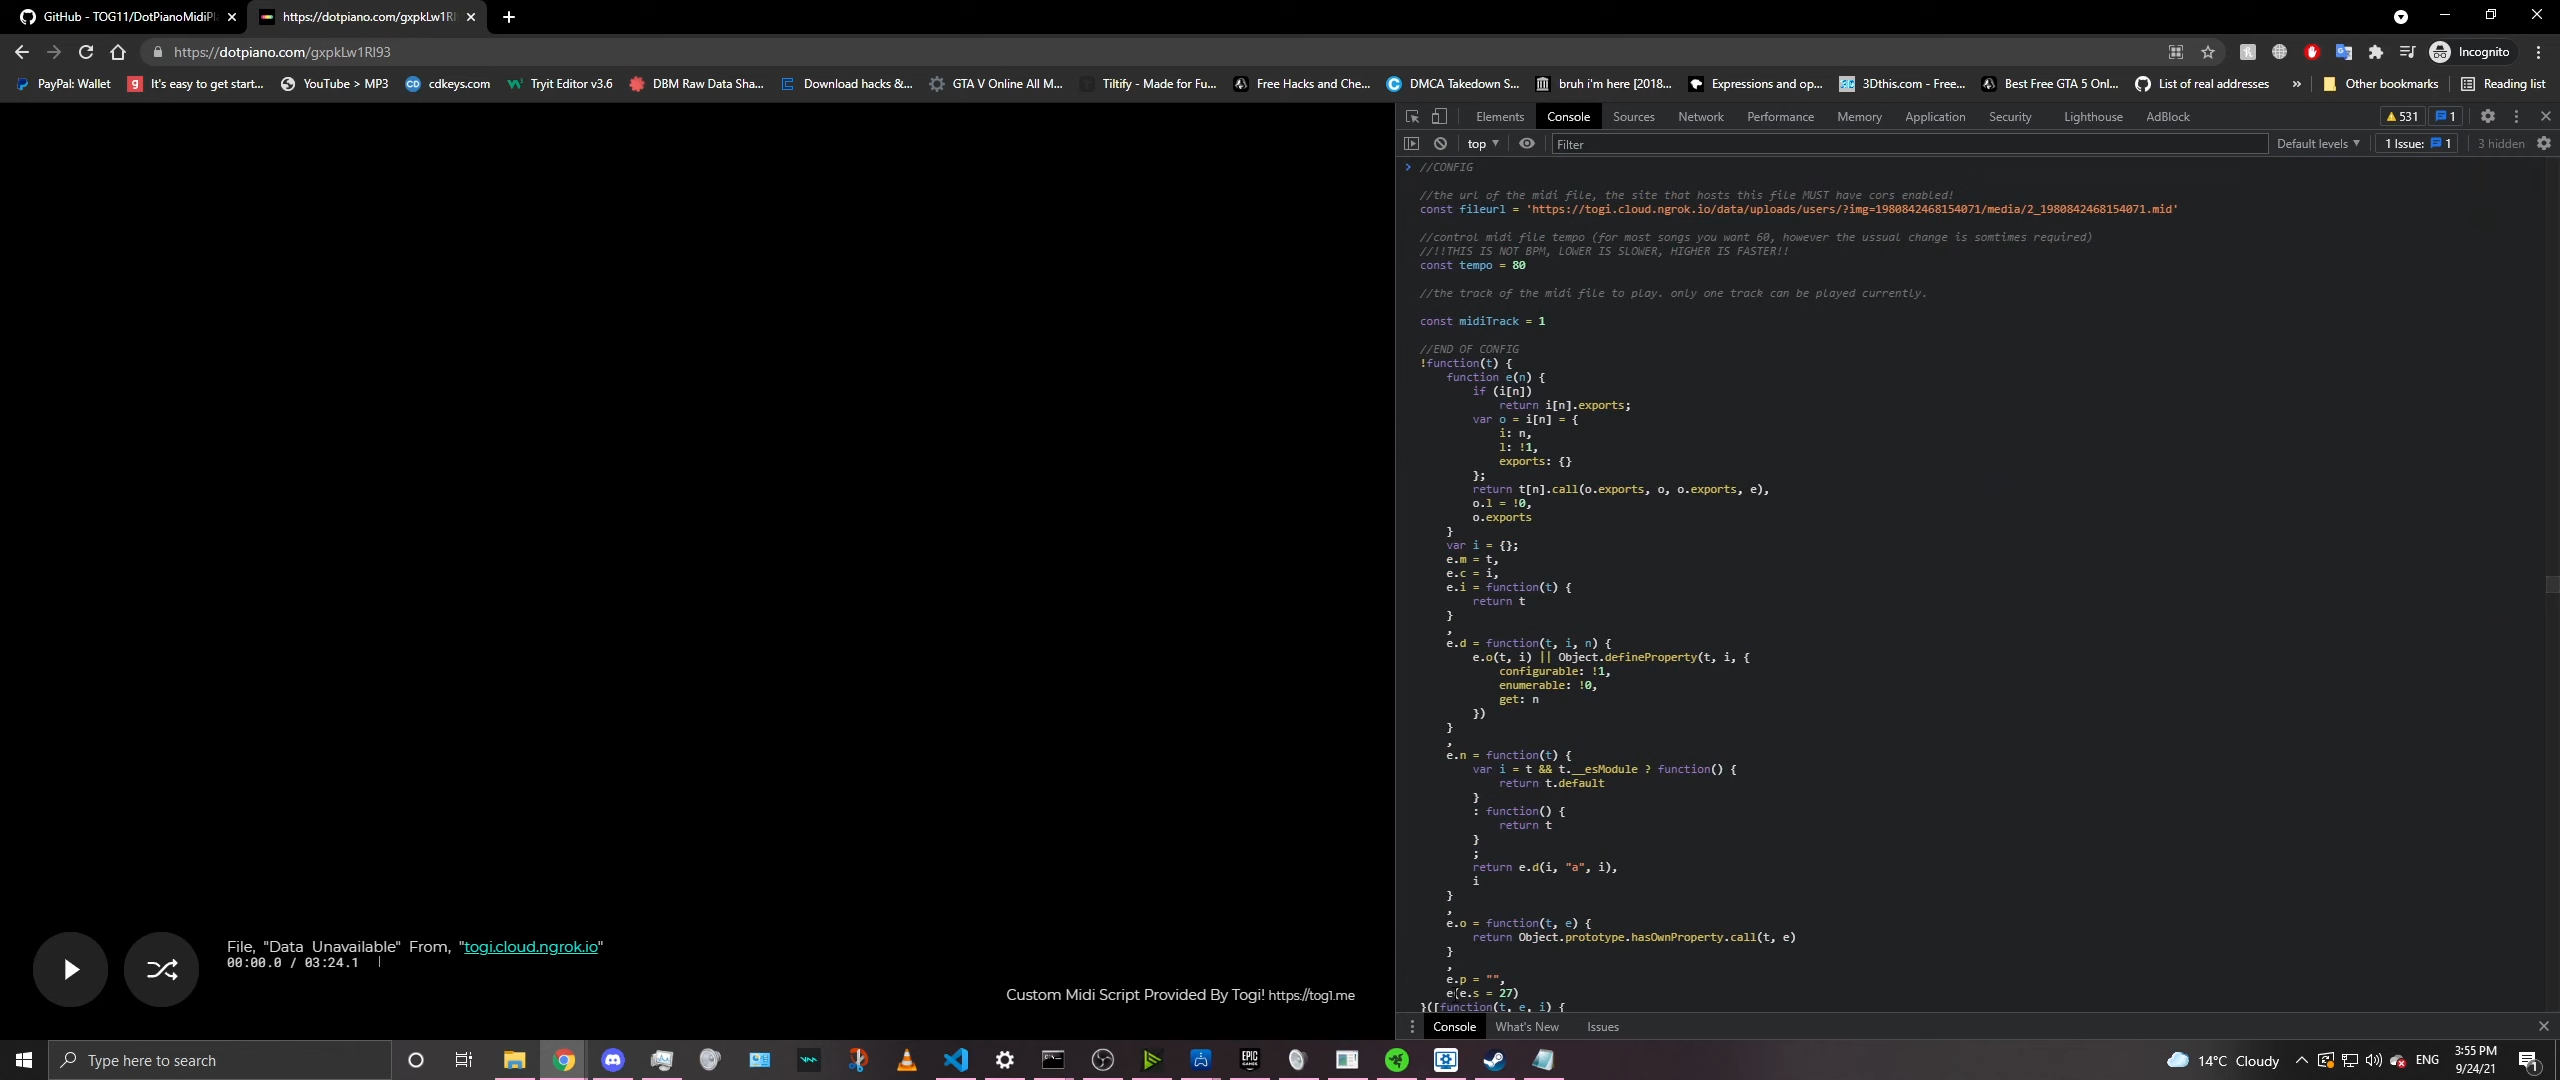 GitHub - TOG11/DotPianoMidiPl
https://dotpiano.com/gxpkLw1RI
https://dotpiano.com/gxpkLw1RI93
Incognito
PayPal: Wallet
It's easy to get start...
YouTube > MP3
cdkeys.com
Tryit Editor v3.6
DBM Raw Data Sha...
Download hacks &...
GTA V Online All M...
Tiltify - Made for Fu...
Free Hacks and Che...
DMCA Takedown S...
bruh i'm here [2018...
Expressions and op...
3Dthis.com - Free...
Best Free GTA 5 Onl...
List of real addresses
»
Other bookmarks
Reading list
Elements Console Sources Network Performance Memory Application Security Lighthouse AdBlock
531 1
top Filter Default levels 1 Issue: 1 3 hidden
//CONFIG
//the url of the midi file, the site that hosts this file MUST have cors enabled!
const fileurl = 'https://togi.cloud.ngrok.io/data/uploads/users/?img=1980842468154071/media/2_1980842468154071.mid'
//control midi file tempo (for most songs you want 60, however the ussual change is somtimes required)
//!!THIS IS NOT BPM, LOWER IS SLOWER, HIGHER IS FASTER!!
const tempo = 80
//the track of the midi file to play. only one track can be played currently.
const midiTrack = 1
//END OF CONFIG
!function(t) {
function e(n) {
if (i[n])
return i[n].exports;
var o = i[n] = {
i: n,
l: !1,
exports: {}
};
return t[n].call(o.exports, o, o.exports, e),
o.l = !0,
o.exports
}
var i = {};
e.m = t,
e.c = i,
e.i = function(t) {
return t
}
,
e.d = function(t, i, n) {
e.o(t, i) || Object.defineProperty(t, i, {
configurable: !1,
enumerable: !0,
get: n
})
}
,
e.n = function(t) {
var i = t && t.__esModule ? function() {
return t.default
}
: function() {
return t
}
;
return e.d(i, "a", i),
i
}
,
e.o = function(t, e) {
return Object.prototype.hasOwnProperty.call(t, e)
}
,
e.p = "",
e(e.s = 27)
}([function(t, e, i) {
File, "Data Unavailable" From, "togi.cloud.ngrok.io"
00:00.0 / 03:24.1
Custom Midi Script Provided By Togi! https://tog1.me
Console What's New Issues
Type here to search
14°C Cloudy
ENG
3:55 PM
9/24/21
1